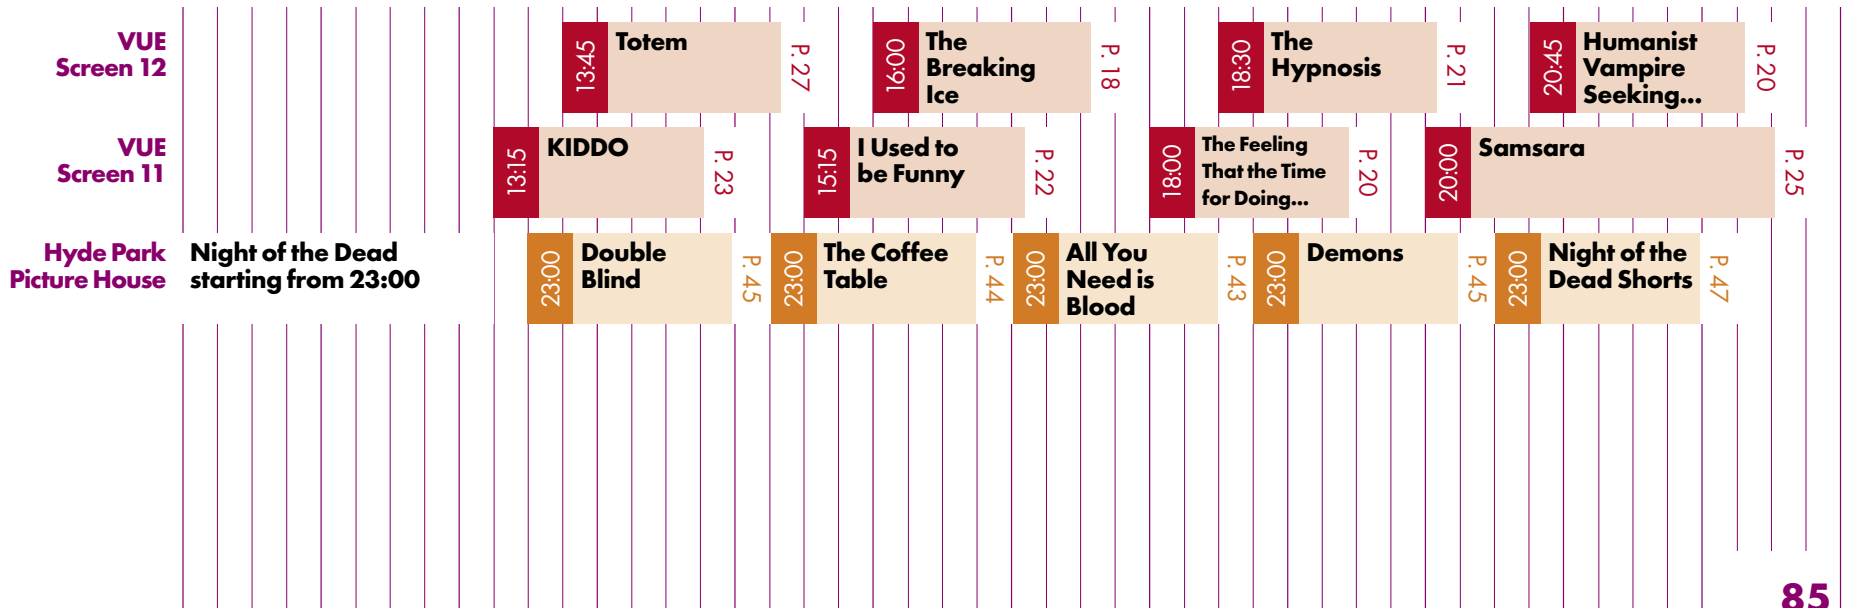 VUE
Screen 12
13:45
Totem
P. 27
16:00
The
Breaking
Ice
P. 18
18:30
The
Hypnosis
P. 21
20:45
Humanist
Vampire
Seeking...
P. 20
VUE
Screen 11
13:15
KIDDO
P. 23
15:15
I Used to
be Funny
P. 22
18:00
The Feeling
That the Time
for Doing...
P. 20
20:00
Samsara
P. 25
Hyde Park
Picture House
Night of the Dead
starting from 23:00
23:00
Double
Blind
P. 45
23:00
The Coffee
Table
P. 44
23:00
All You
Need is
Blood
P. 43
23:00
Demons
P. 45
23:00
Night of the
Dead Shorts
P. 47
85